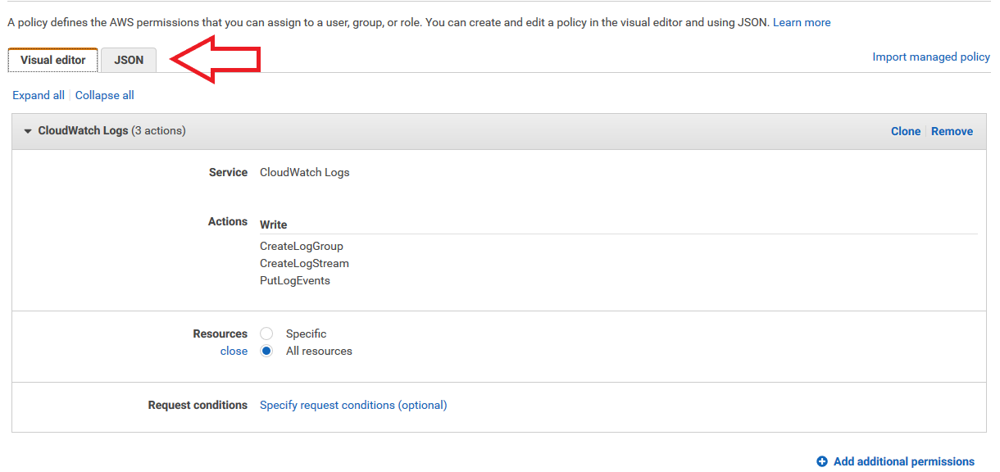 A policy defines the AWS permissions that you can assign to a user, group, or role. You can create and edit a policy in the visual editor and using JSON. Learn more
Visual editor JSON
Import managed policy
Expand all Collapse all
CloudWatch Logs (3 actions) Clone Remove
Service CloudWatch Logs
Actions Write
CreateLogGroup
CreateLogStream
PutLogEvents
Resources Specific
close All resources
Request conditions Specify request conditions (optional)
Add additional permissions